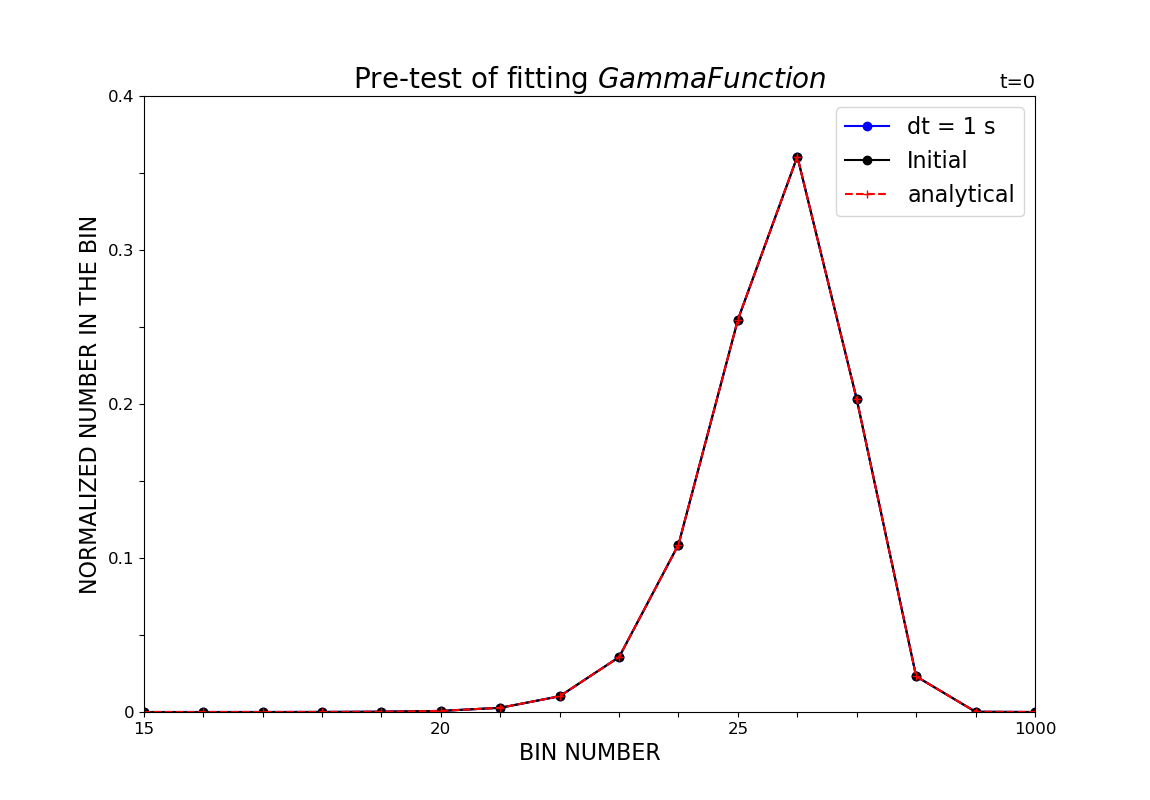 Pre-test of fitting GammaFunction
t=0
dt = 1 s
Initial
analytical
NORMALIZED NUMBER IN THE BIN
0.4
0.3
0.2
0.1
0
15
20
25
1000
BIN NUMBER